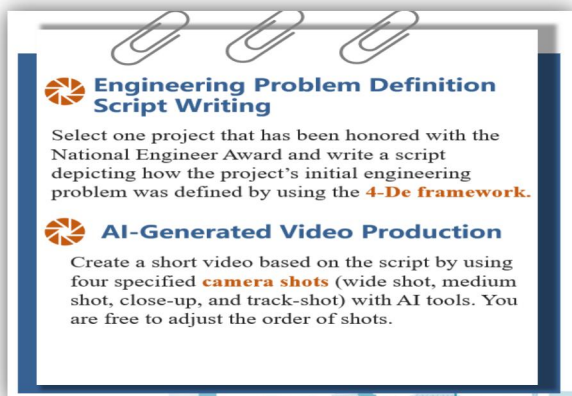 Engineering Problem Definition
Script Writing
Select one project that has been honored with the
National Engineer Award and write a script
depicting how the project's initial engineering
problem was defined by using the 4-De framework.
AI-Generated Video Production
Create a short video based on the script by using
four specified camera shots (wide shot, medium
shot, close-up, and track-shot) with AI tools. You
are free to adjust the order of shots.